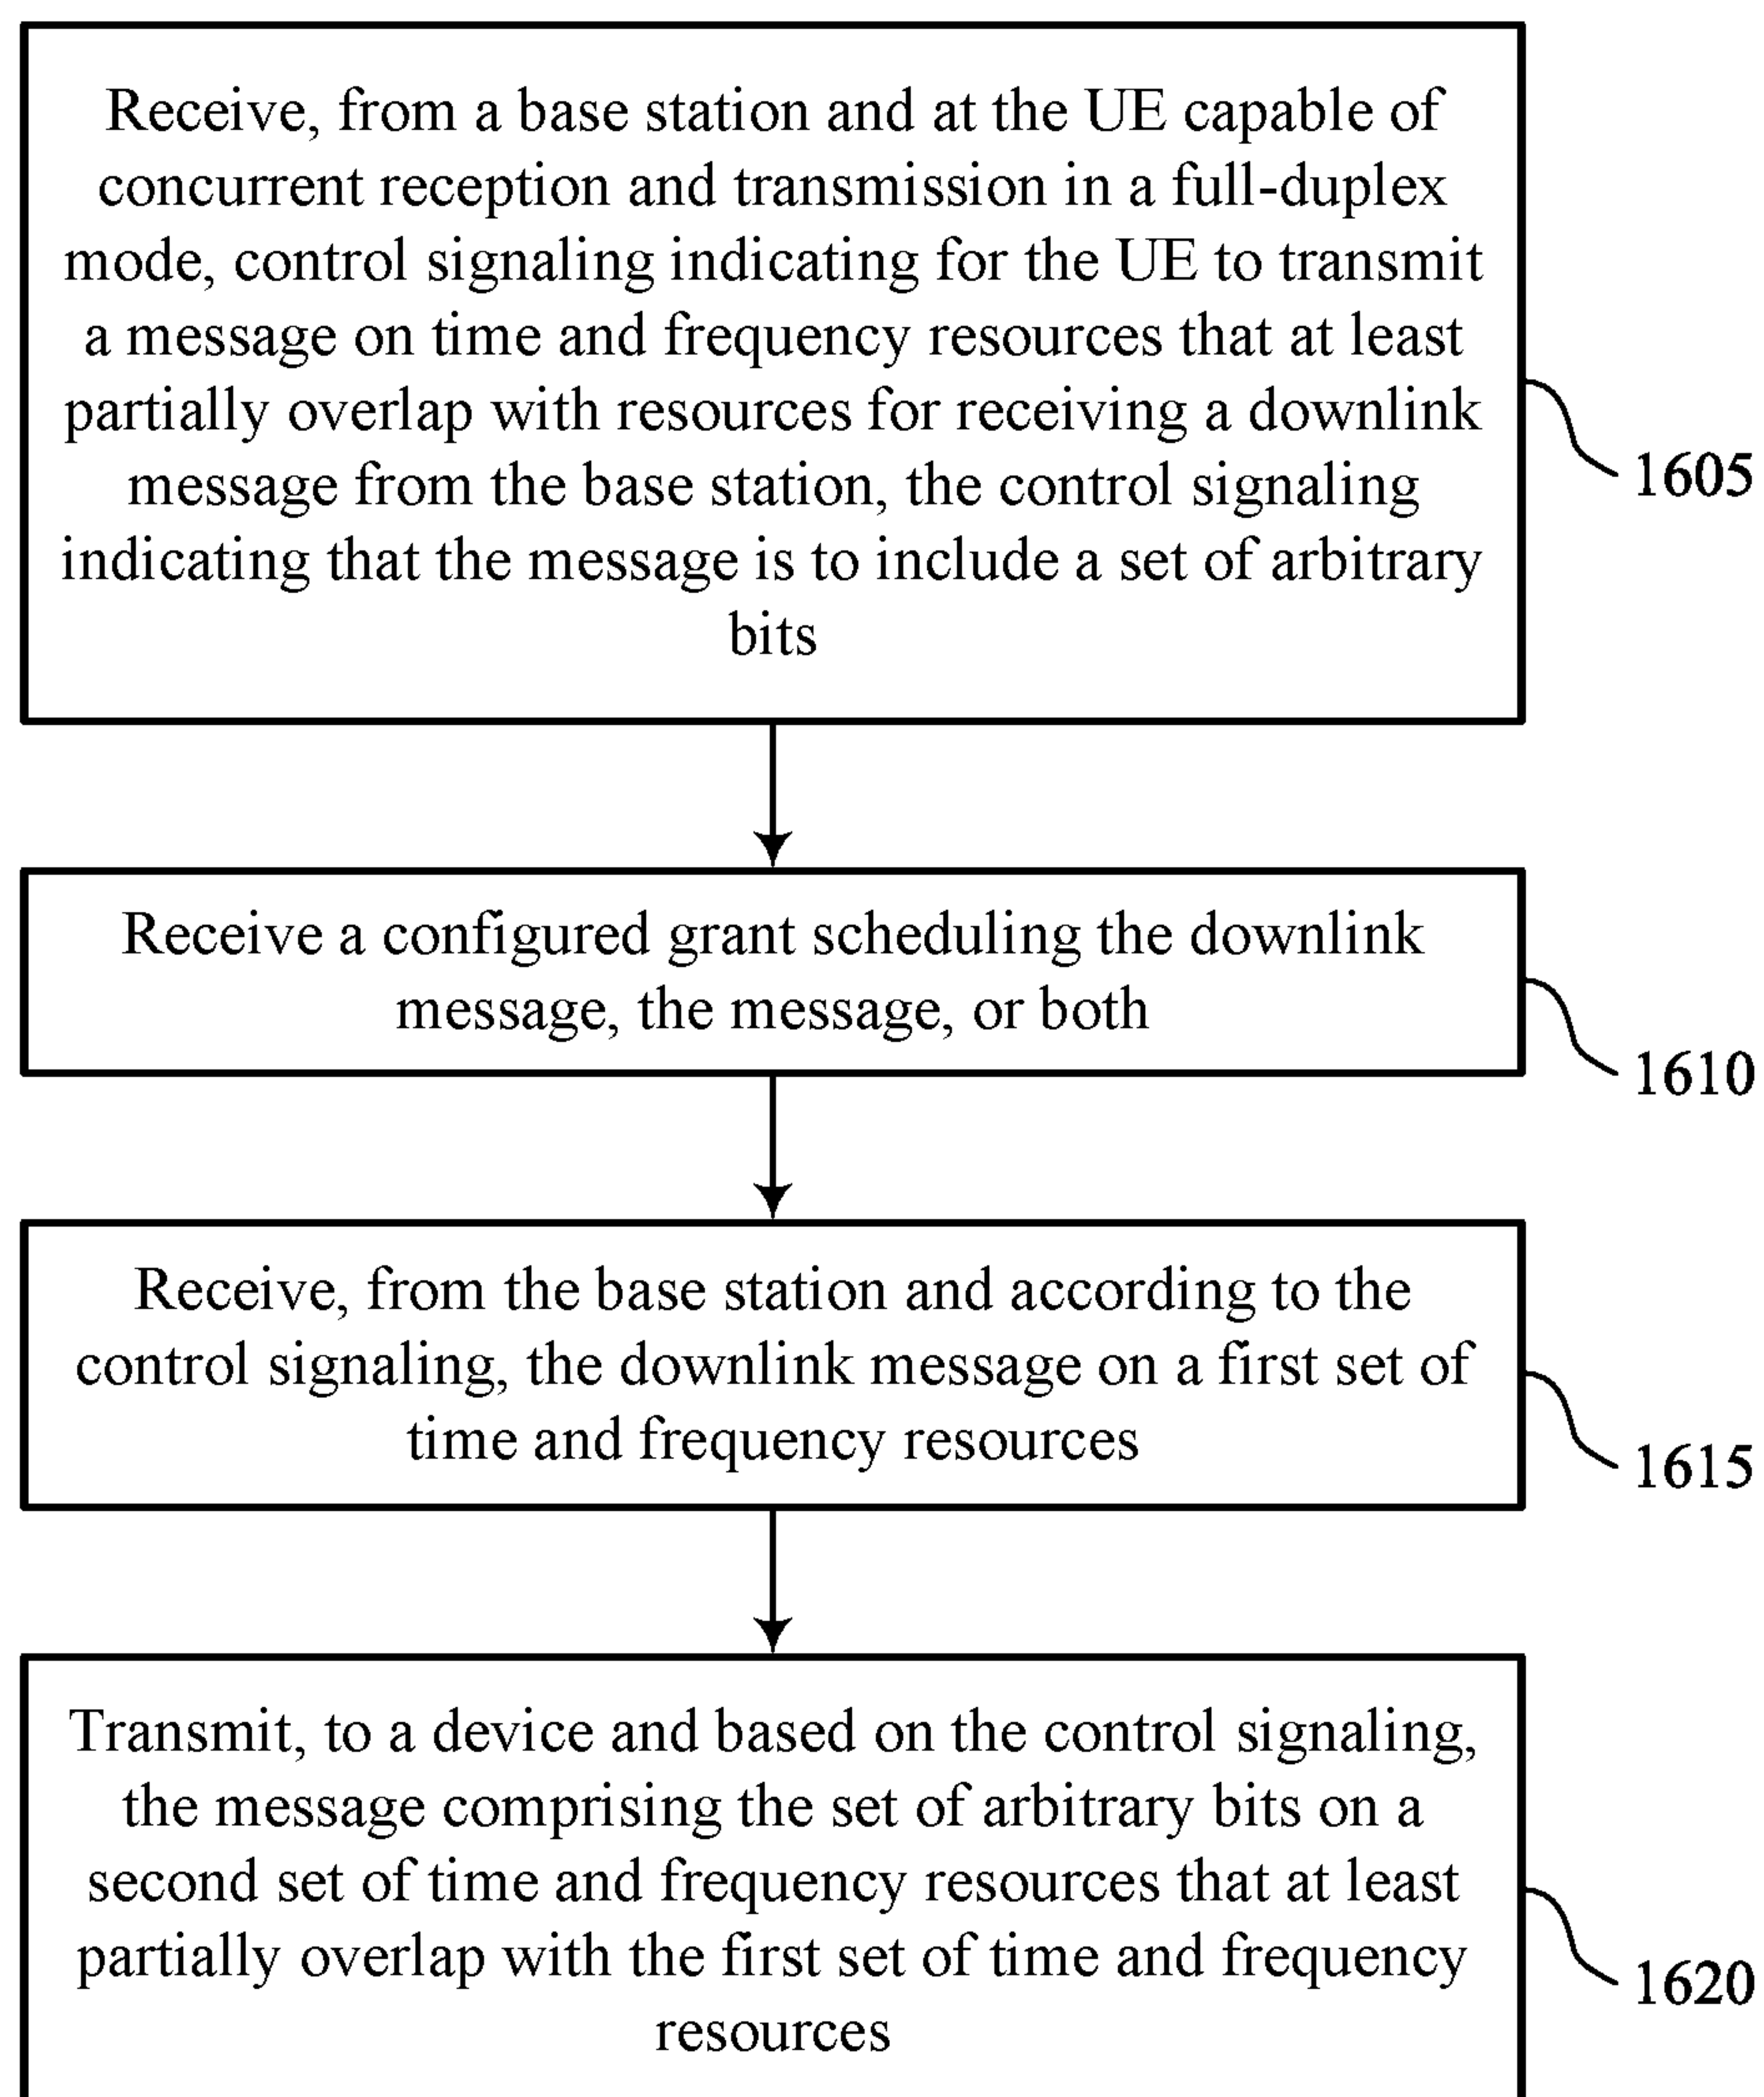 Receive, from a base station and at the UE capable of
concurrent reception and transmission in a full-duplex
mode, control signaling indicating for the UE to transmit
a message on time and frequency resources that at least
partially overlap with resources for receiving a downlink
message from the base station, the control signaling
indicating that the message is to include a set of arbitrary
bits
1605
Receive a configured grant scheduling the downlink
message, the message, or both
1610
Receive, from the base station and according to the
control signaling, the downlink message on a first set of
time and frequency resources
1615
Transmit, to a device and based on the control signaling,
the message comprising the set of arbitrary bits on a
second set of time and frequency resources that at least
partially overlap with the first set of time and frequency
resources
1620